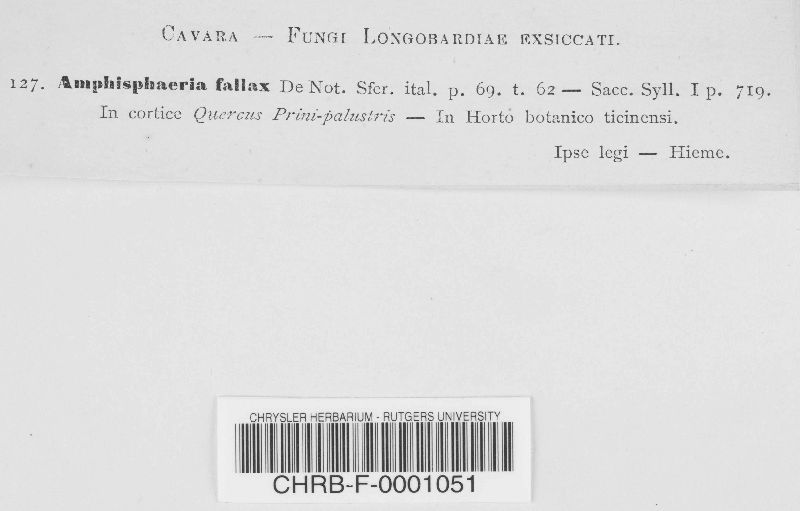 CAVARA — FUNGI LONGOBARDIAE EXSICCATI.
127. Amphisphaeria fallax De Not. Sfer. ital. p. 69. t. 62 — Sacc. Syll. I p. 719.
In cortice Quercus Prini-palustris — In Horto botanico ticinensi.
Ipse legi — Hieme.
CHRYSLER HERBARIUM - RUTGERS UNIVERSITY
CHRB-F-0001051